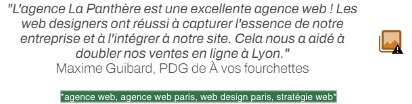 "L'agence La Panthère est une excellente agence web ! Les
web designers ont réussi à capturer l'essence de notre
entreprise et à l'intégrer à notre site. Cela nous a aidé à
doubler nos ventes en ligne à Lyon."
Maxime Guibard, PDG de À vos fourchettes
*agence web, agence web paris, web design paris, stratégie web*